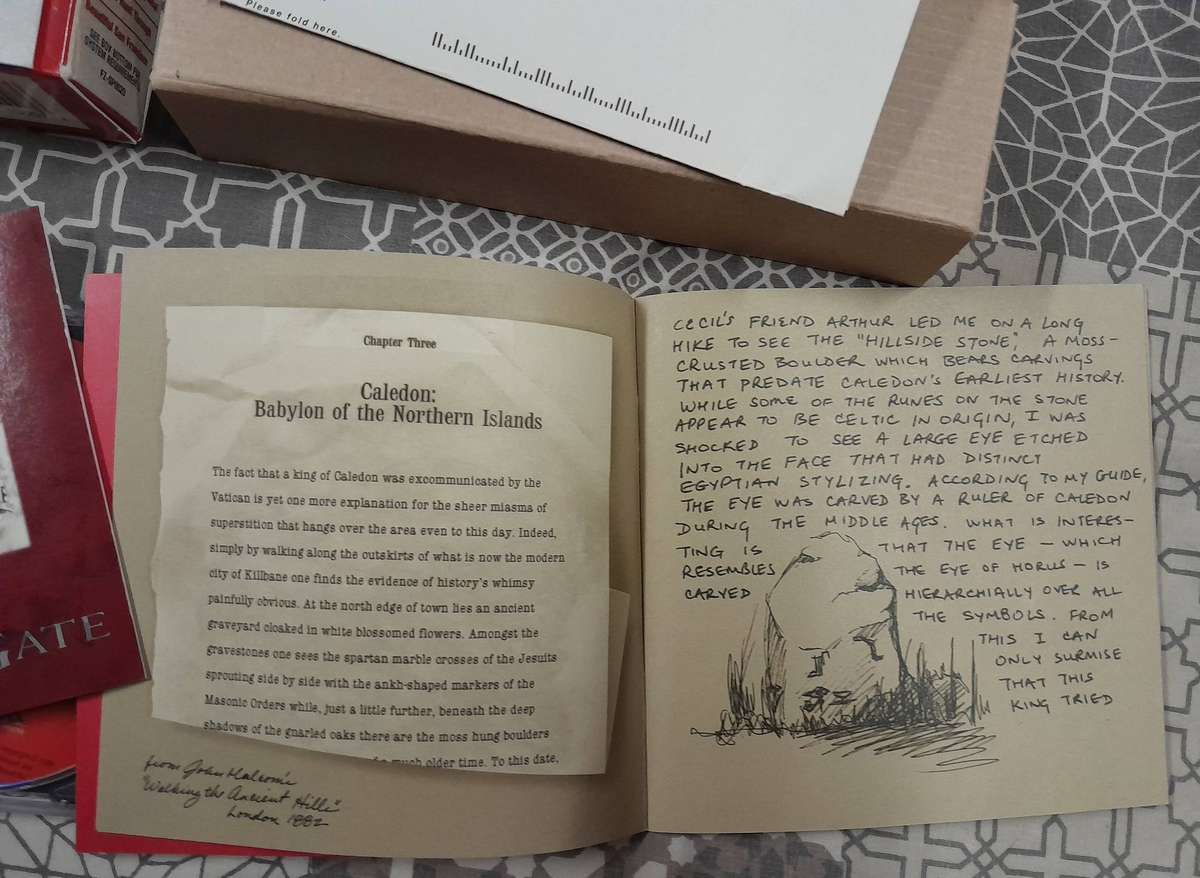 Please fold here.
Beautiful San Francisco
SEE BOX BOTTOM FOR
SYSTEM REQUIREMENTS
GATE
Chapter Three
Caledon:
Babylon of the Northern Islands
The fact that a king of Caledon was excommunicated by the
Vatican is yet one more explanation for the sheer miasma of
superstition that hangs over the area even to this day. Indeed,
simply by walking along the outskirts of what is now the modern
city of Killbane one finds the evidence of history's whimsy
painfully obvious. At the north edge of town lies an ancient
graveyard cloaked in white blossomed flowers. Amongst the
gravestones one sees the spartan marble crosses of the Jesuits
sprouting side by side with the ankh-shaped markers of the
Masonic Orders while, just a little further, beneath the deep
shadows of the gnarled oaks there are the moss hung boulders
much older time. To this date,
from John Malcom's
"Walking the Ancient Hills"
London 1882
CECIL'S FRIEND ARTHUR LED ME ON A LONG
HIKE TO SEE THE "HILLSIDE STONE," A MOSS-
CRUSTED BOULDER WHICH BEARS CARVINGS
THAT PREDATE CALEDON'S EARLIEST HISTORY.
WHILE SOME OF THE RUNES ON THE STONE
APPEAR TO BE CELTIC IN ORIGIN, I WAS
SHOCKED TO SEE A LARGE EYE ETCHED
INTO THE FACE THAT HAD DISTINCT
EGYPTIAN STYLIZING. ACCORDING TO MY GUIDE,
THE EYE WAS CARVED BY A RULER OF CALEDON
DURING THE MIDDLE AGES. WHAT IS INTERES-
TING IS THAT THE EYE — WHICH
RESEMBLES THE EYE OF HORUS — IS
CARVED HIERARCHIALLY OVER ALL
THE SYMBOLS. FROM
THIS I CAN
ONLY SURMISE
THAT THIS
KING TRIED